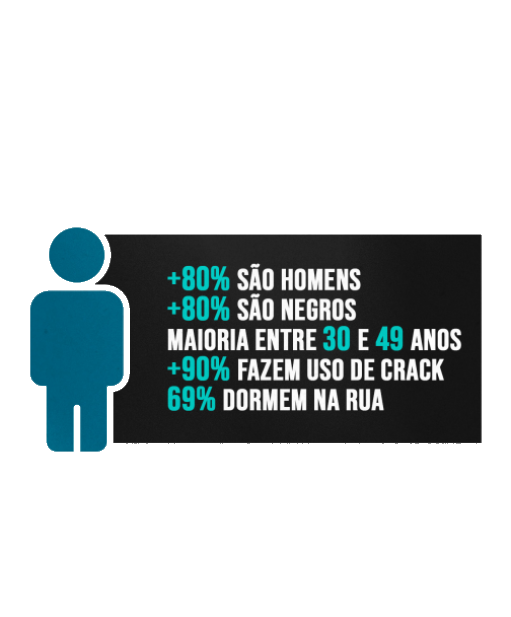 +80% SÃO HOMENS
+80% SÃO NEGROS
MAIORIA ENTRE 30 E 49 ANOS
+90% FAZEM USO DE CRACK
69% DORMEM NA RUA